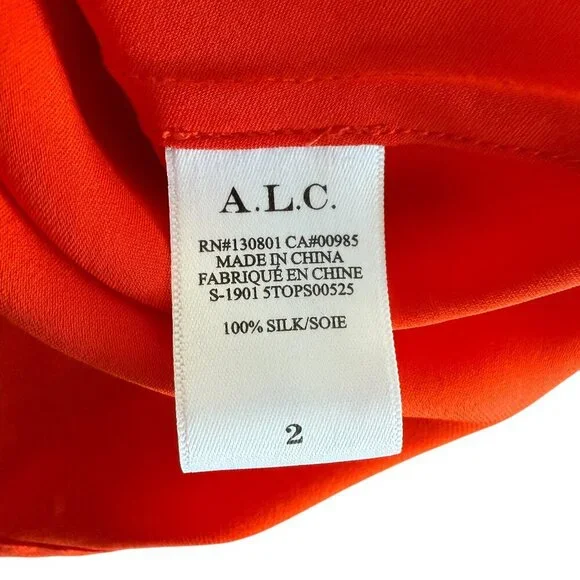 A.L.C.
RN#130801 CA#00985
MADE IN CHINA
FABRIQUÉ EN CHINE
S-1901 5TOPS00525
100% SILK/SOIE
2